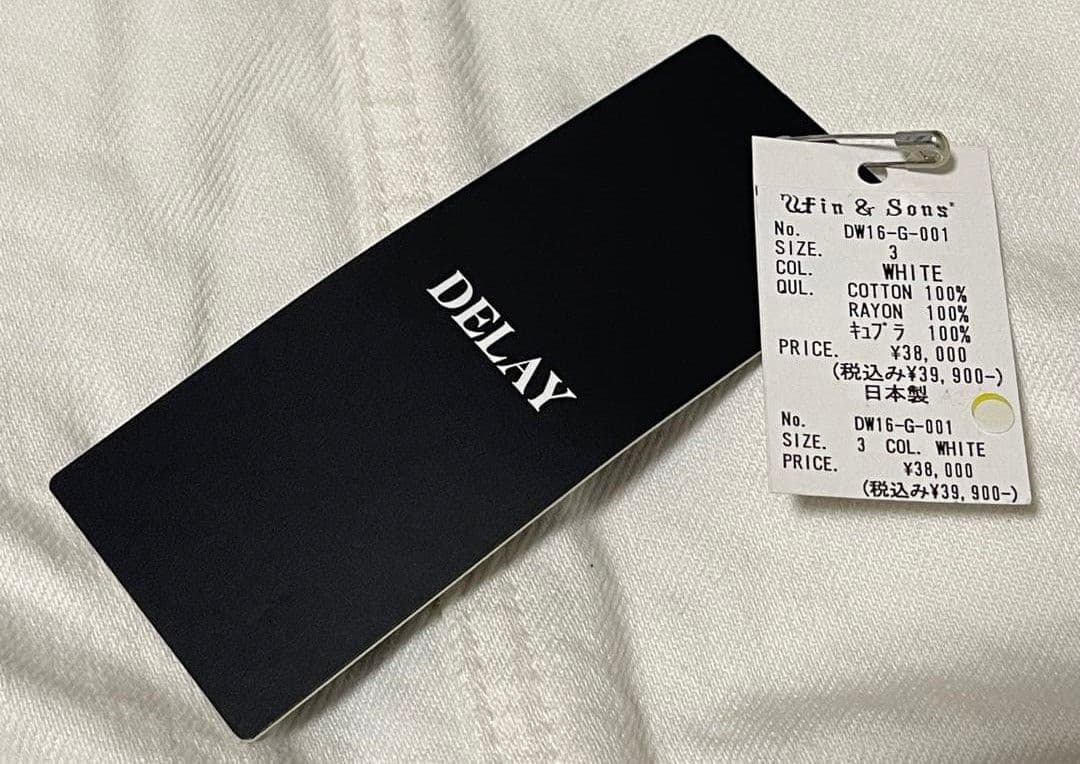 DELAY
Wfin & Sons
No. DW16-G-001
SIZE. 3
COL. WHITE
QUL. COTTON 100%
RAYON 100%
ｷｭﾌﾟﾗ 100%
PRICE. ¥38,000
(税込み¥39,900-)
日本製
No. DW16-G-001
SIZE. 3 COL. WHITE
PRICE. ¥38,000
(税込み¥39,900-)